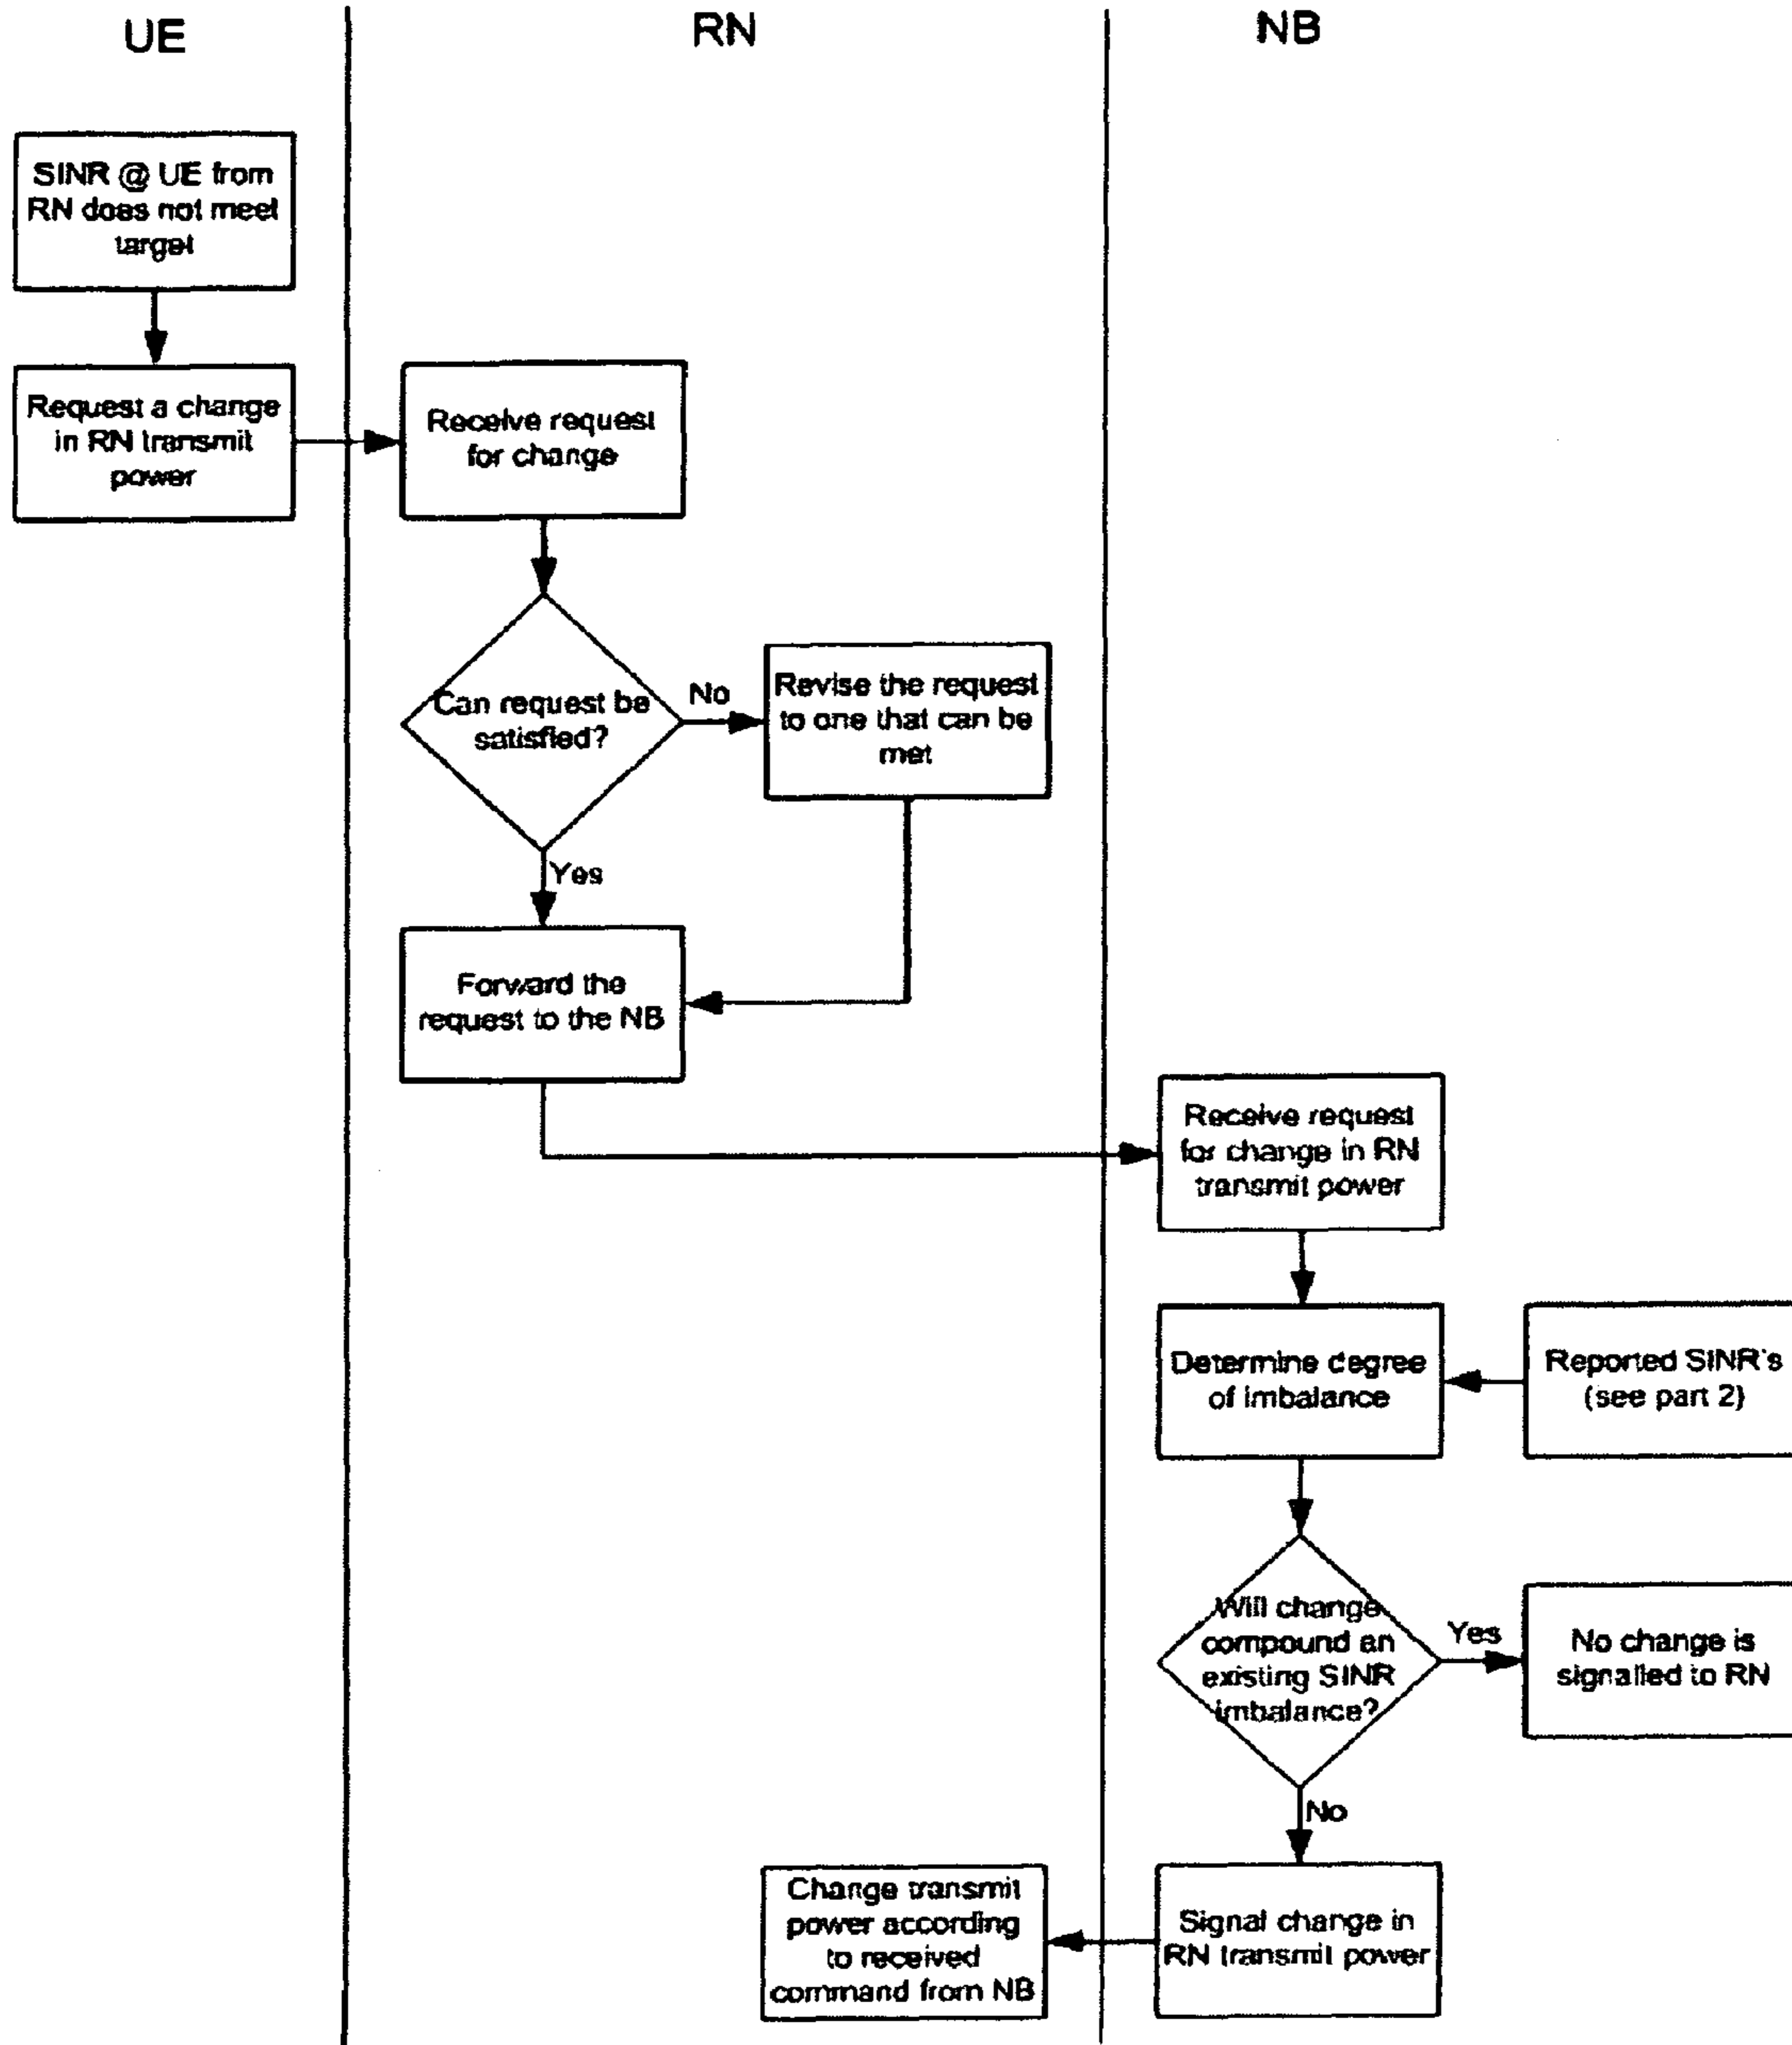 UE
RN
NB
SINR @ UE from
RN does not meet
target
Request a change
in RN transmit
power
Receive request
for change
Can request be
satisfied?
No
Revise the request
to one that can be
met
Yes
Forward the
request to the NB
Receive request
for change in RN
transmit power
Determine degree
of imbalance
Reported SINR's
(see part 2)
Will change
compound an
existing SINR
imbalance?
Yes
No change is
signalled to RN
No
Change transmit
power according
to received
command from NB
Signal change in
RN transmit power